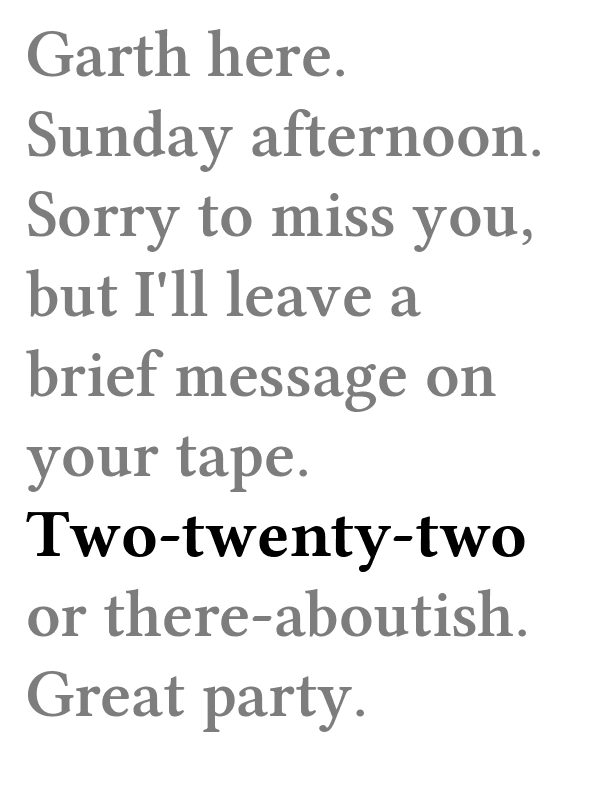 Garth here.
Sunday afternoon.
Sorry to miss you,
but I'll leave a
brief message on
your tape.
Two-twenty-two
or there-aboutish.
Great party.